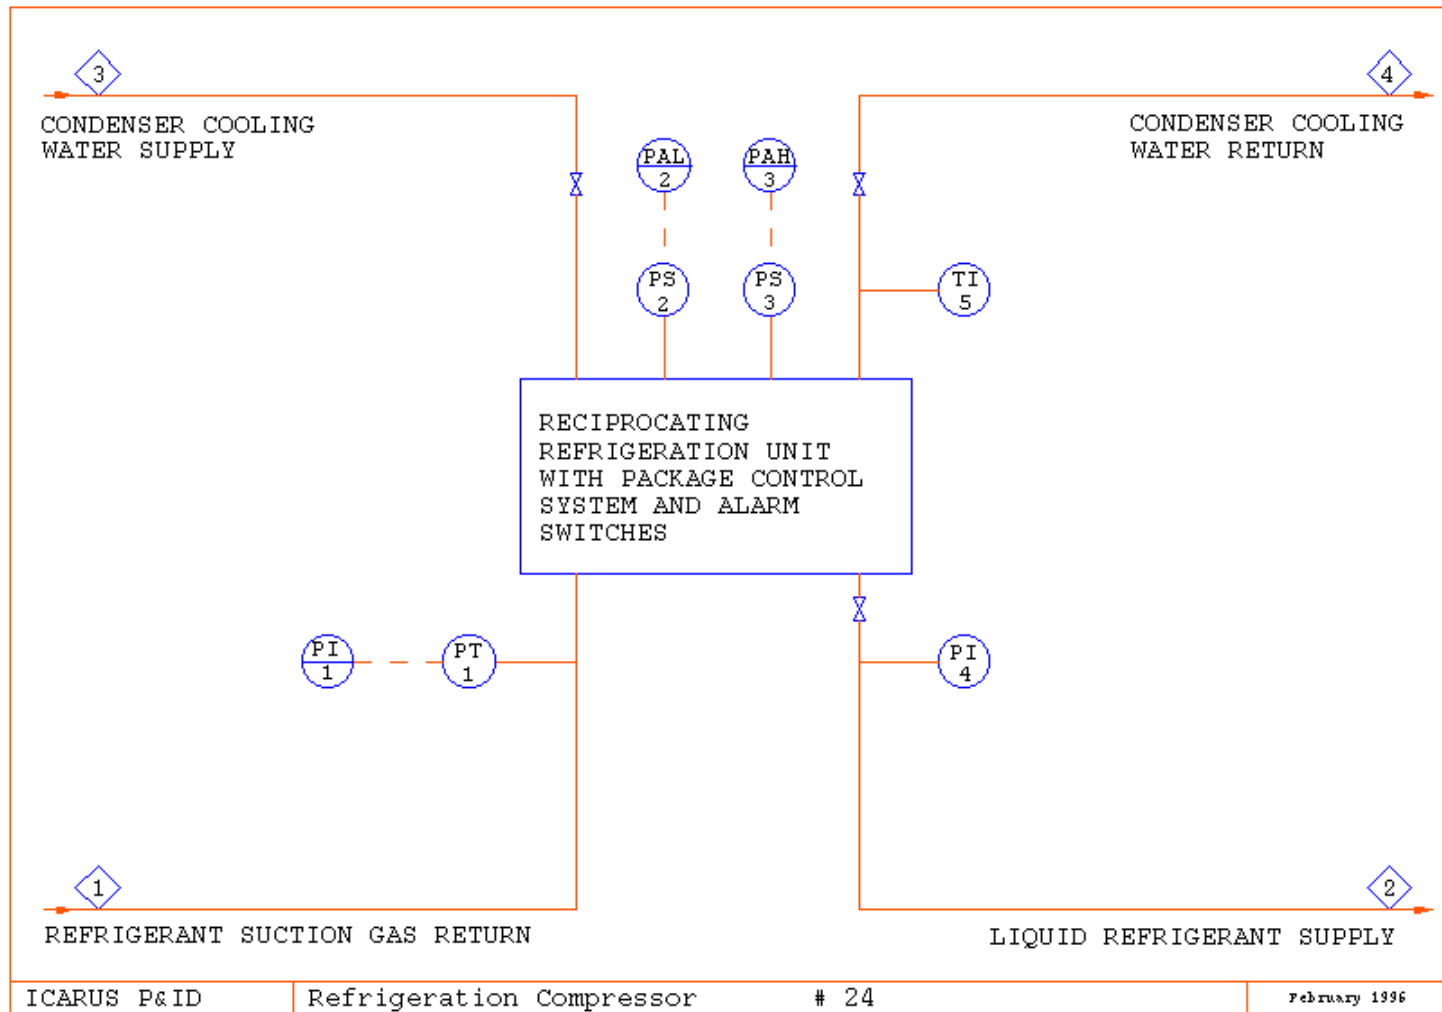 3
4
CONDENSER COOLING
WATER SUPPLY
CONDENSER COOLING
WATER RETURN
PAL
2
PAH
3
PS
2
PS
3
TI
5
RECIPROCATING
REFRIGERATION UNIT
WITH PACKAGE CONTROL
SYSTEM AND ALARM
SWITCHES
PI
1
PT
1
PI
4
1
2
REFRIGERANT SUCTION GAS RETURN
LIQUID REFRIGERANT SUPPLY
ICARUS P&ID
Refrigeration Compressor # 24
February 1996